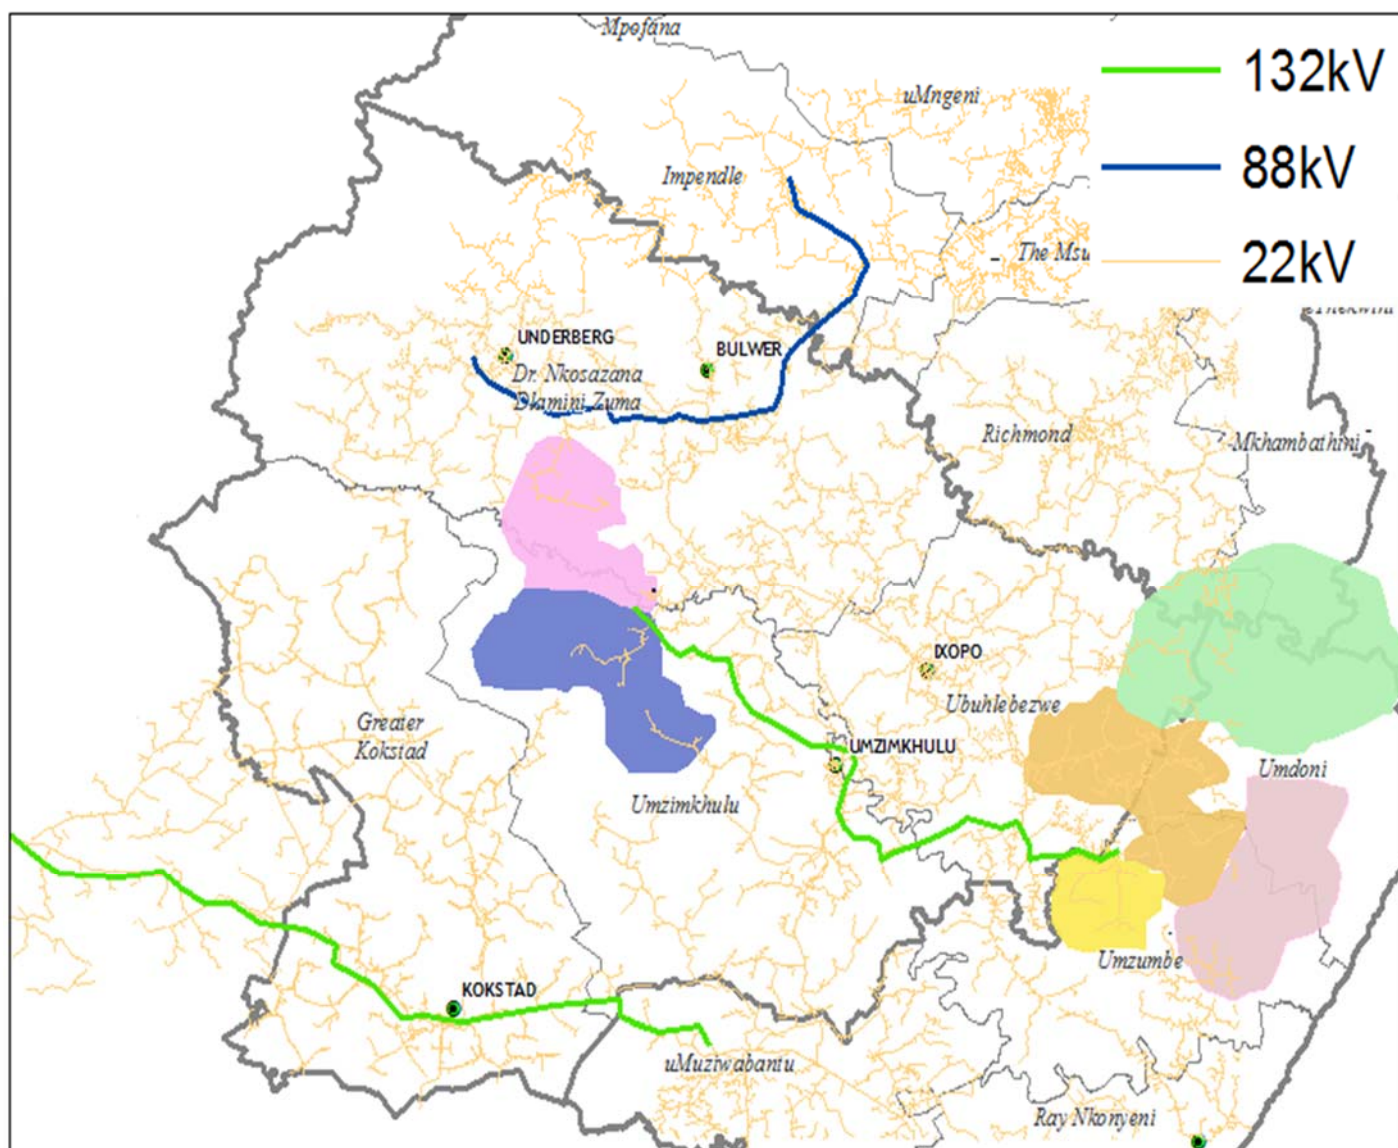 Mpofana
132kV
uMngeni
88kV
Impendle
The Msu
22kV
UNDERBERG
BULWER
Dr. Nkosazana
Dlamini Zuma
Richmond
Mkhambathini
IXOPO
Ubuhlebezwe
Greater
Kokstad
UMZIMKHULU
Umdoni
Umzimkhulu
Umzumbe
KOKSTAD
uMuziwabantu
Ray Nkonyeni